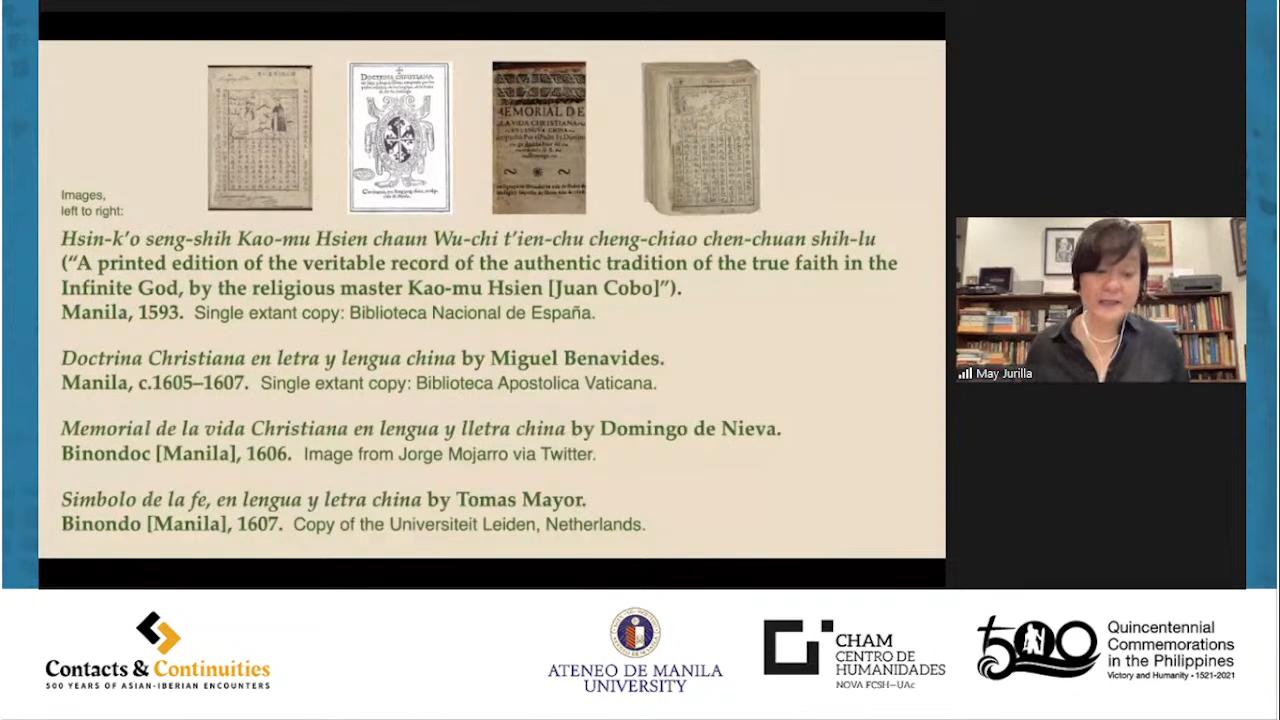 DOCTRINA CHRISTIANA
MEMORIAL DE
LA VIDA CHRISTIANA
EN LENGVA CHINA
Images,
left to right:
Hsin-k’o seng-shih Kao-mu Hsien chaun Wu-chi t’ien-chu cheng-chiao chen-chuan shih-lu
(“A printed edition of the veritable record of the authentic tradition of the true faith in the
Infinite God, by the religious master Kao-mu Hsien [Juan Cobo]”).
Manila, 1593. Single extant copy: Biblioteca Nacional de España.
Doctrina Christiana en letra y lengua china by Miguel Benavides.
Manila, c.1605–1607. Single extant copy: Biblioteca Apostolica Vaticana.
Memorial de la vida Christiana en lengua y lletra china by Domingo de Nieva.
Binondoc [Manila], 1606. Image from Jorge Mojarro via Twitter.
Simbolo de la fe, en lengua y letra china by Tomas Mayor.
Binondo [Manila], 1607. Copy of the Universiteit Leiden, Netherlands.
May Jurilla
Contacts & Continuities
500 YEARS OF ASIAN-IBERIAN ENCOUNTERS
ATENEO DE MANILA
UNIVERSITY
CHAM
CENTRO DE
HUMANIDADES
NOVA FCSH–UAc
500
Quincentennial
Commemorations
in the Philippines
Victory and Humanity • 1521-2021